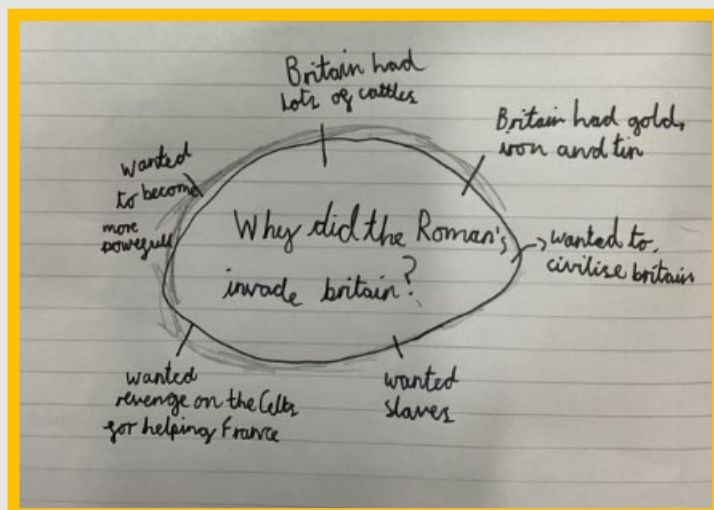 Why did the Roman's
invade britain?
Britain had
lots of cattles
Britain had gold,
iron and tin
wanted to
civilise britain
wanted
slaves
wanted
revenge on the Celts
for helping France
wanted
to become
more
powegull